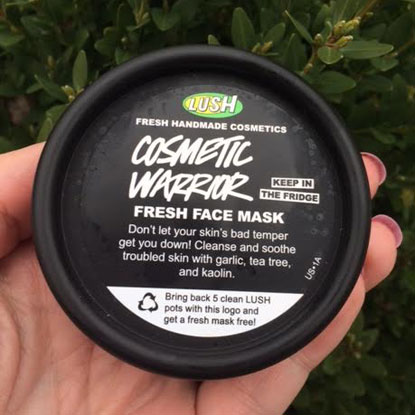 LUSH
FRESH HANDMADE COSMETICS
COSMETIC
WARRIOR
KEEP IN
THE FRIDGE
FRESH FACE MASK
Don't let your skin's bad temper
get you down! Cleanse and soothe
troubled skin with garlic, tea tree,
and kaolin.
US-1A
Bring back 5 clean LUSH
pots with this logo and
get a fresh mask free!